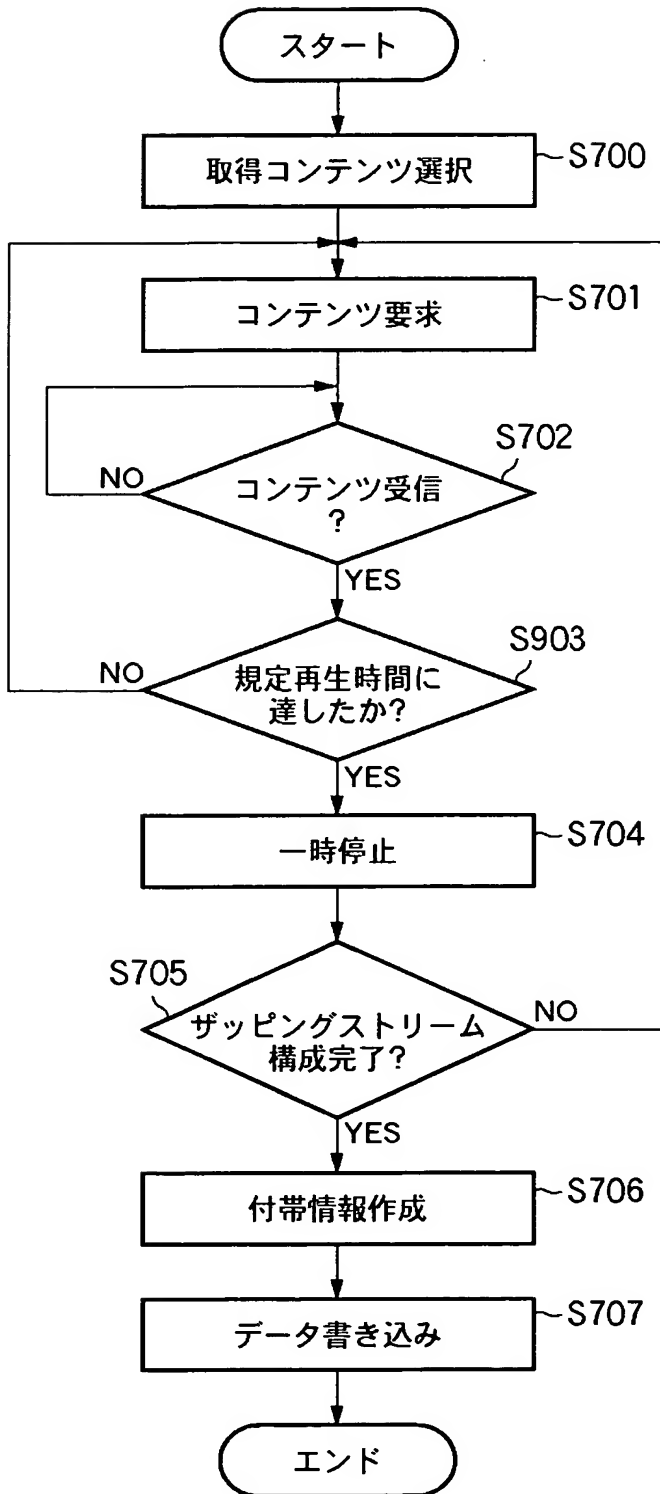 スタート
取得コンテンツ選択
S700
コンテンツ要求
S701
S702
NO
コンテンツ受信
?
YES
S903
NO
規定再生時間に
達したか?
YES
一時停止
S704
S705
ザッピングストリーム
構成完了?
NO
YES
付帯情報作成
S706
データ書き込み
S707
エンド